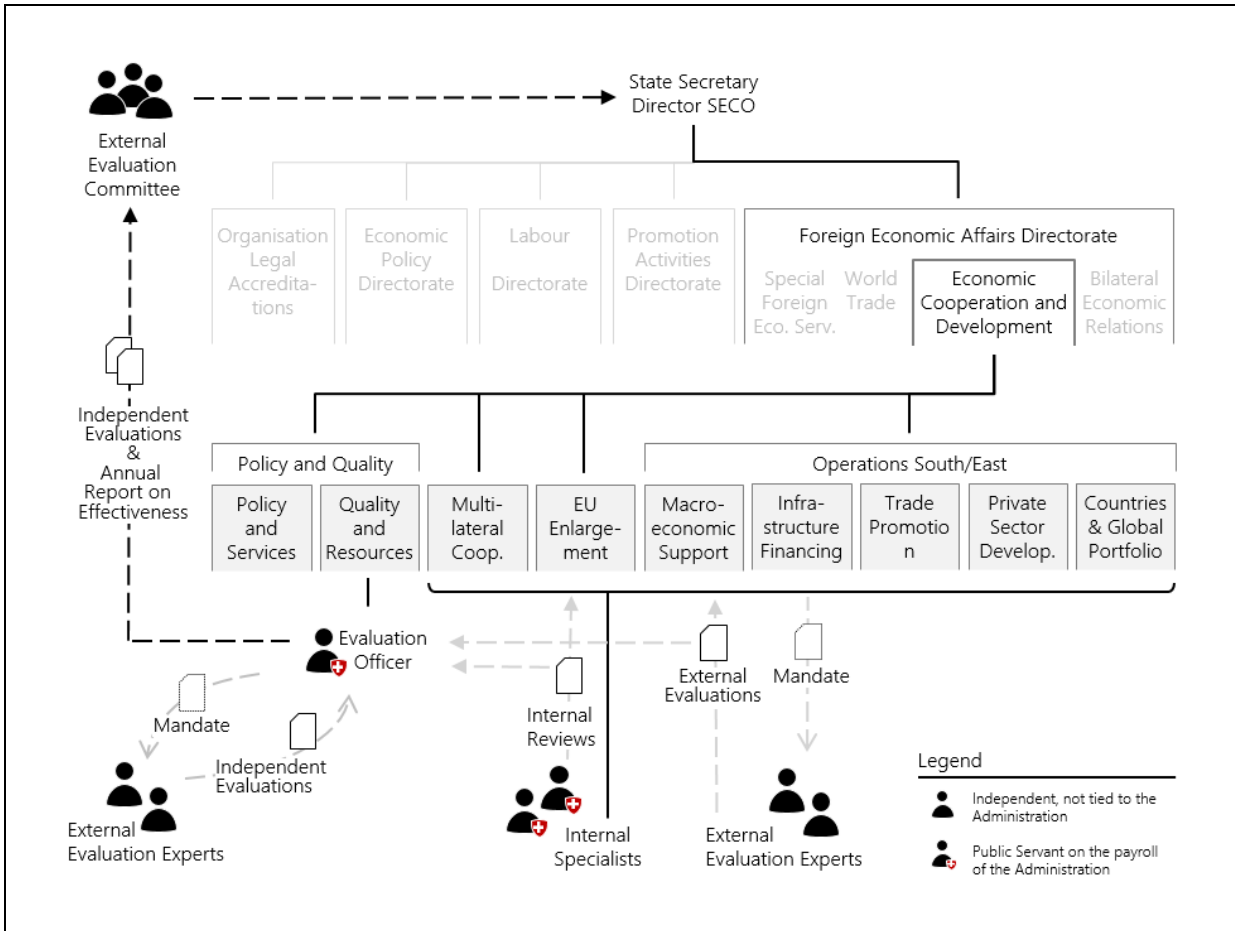 State Secretary
Director SECO
External
Evaluation
Committee
Organisation
Legal
Accredita-
tions
Economic
Policy
Directorate
Labour
Directorate
Promotion
Activities
Directorate
Foreign Economic Affairs Directorate
Special
Foreign
Eco. Serv.
World
Trade
Economic
Cooperation and
Development
Bilateral
Economic
Relations
Independent
Evaluations
&
Annual
Report on
Effectiveness
Policy and Quality
Operations South/East
Policy
and
Services
Quality
and
Resources
Multi-
lateral
Coop.
EU
Enlarge-
ment
Macro-
economic
Support
Infra-
structure
Financing
Trade
Promotio
n
Private
Sector
Develop.
Countries
& Global
Portfolio
Evaluation
Officer
Mandate
Independent
Evaluations
External
Evaluation Experts
Internal
Reviews
Internal
Specialists
External
Evaluations
Mandate
External
Evaluation Experts
Legend
Independent, not tied to the
Administration
Public Servant on the payroll
of the Administration